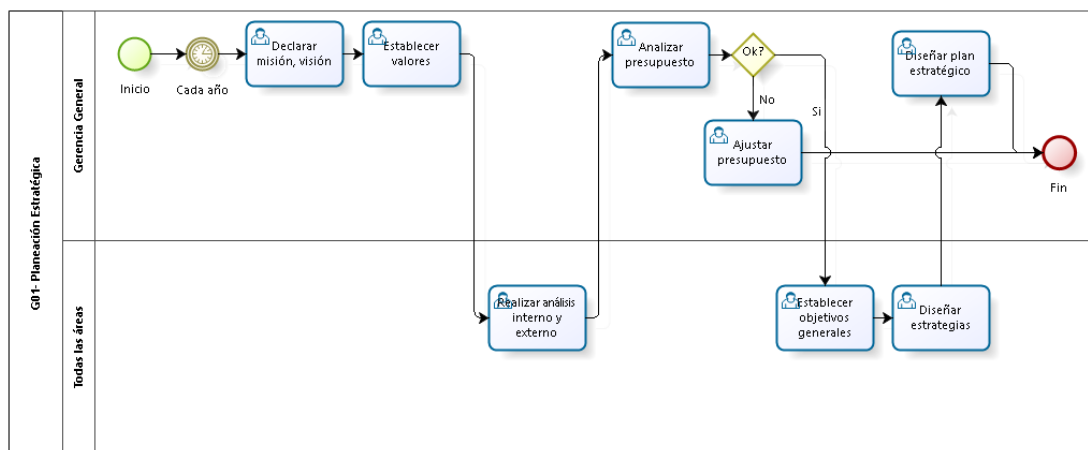 G01- Planeación Estratégica
Gerencia General
Inicio
Cada año
Declarar
misión, visión
Establecer
valores
Analizar
presupuesto
Ok?
No
Si
Ajustar
presupuesto
Diseñar plan
estratégico
Fin
Todas las áreas
Realizar análisis
interno y
externo
Establecer
objetivos
generales
Diseñar
estrategias